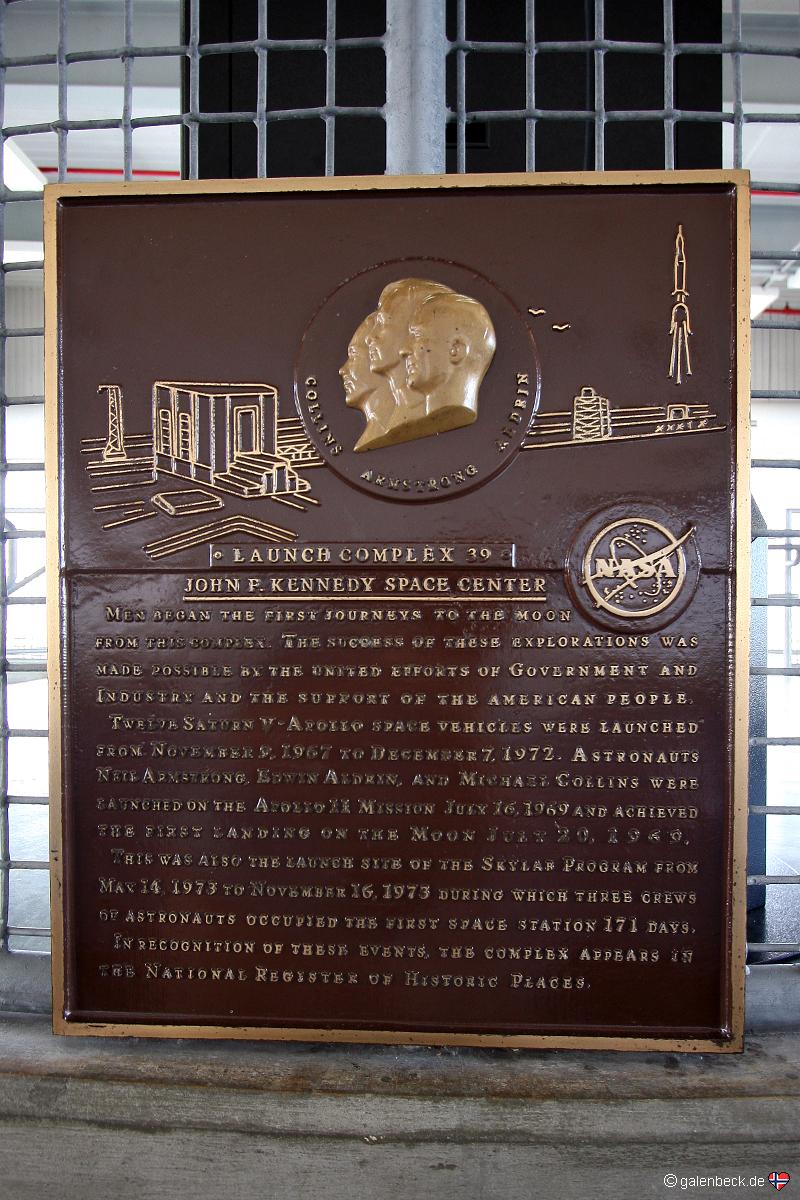 COLLINS
ARMSTRONG
ALDRIN
LAUNCH COMPLEX 39
NASA
JOHN F. KENNEDY SPACE CENTER
MEN BEGAN THE FIRST JOURNEYS TO THE MOON
FROM THIS COMPLEX. THE SUCCESS OF THESE EXPLORATIONS WAS
MADE POSSIBLE BY THE UNITED EFFORTS OF GOVERNMENT AND
INDUSTRY AND THE SUPPORT OF THE AMERICAN PEOPLE.
TWELVE SATURN V-APOLLO SPACE VEHICLES WERE LAUNCHED
FROM NOVEMBER 9, 1967 TO DECEMBER 7, 1972. ASTRONAUTS
NEIL ARMSTRONG, EDWIN ALDRIN, AND MICHAEL COLLINS WERE
LAUNCHED ON THE APOLLO 11 MISSION JULY 16, 1969 AND ACHIEVED
THE FIRST LANDING ON THE MOON JULY 20, 1969.
THIS WAS ALSO THE LAUNCH SITE OF THE SKYLAB PROGRAM FROM
MAY 14, 1973 TO NOVEMBER 16, 1973 DURING WHICH THREE CREWS
OF ASTRONAUTS OCCUPIED THE FIRST SPACE STATION 171 DAYS.
IN RECOGNITION OF THESE EVENTS, THE COMPLEX APPEARS IN
THE NATIONAL REGISTER OF HISTORIC PLACES.
© galenbeck.de